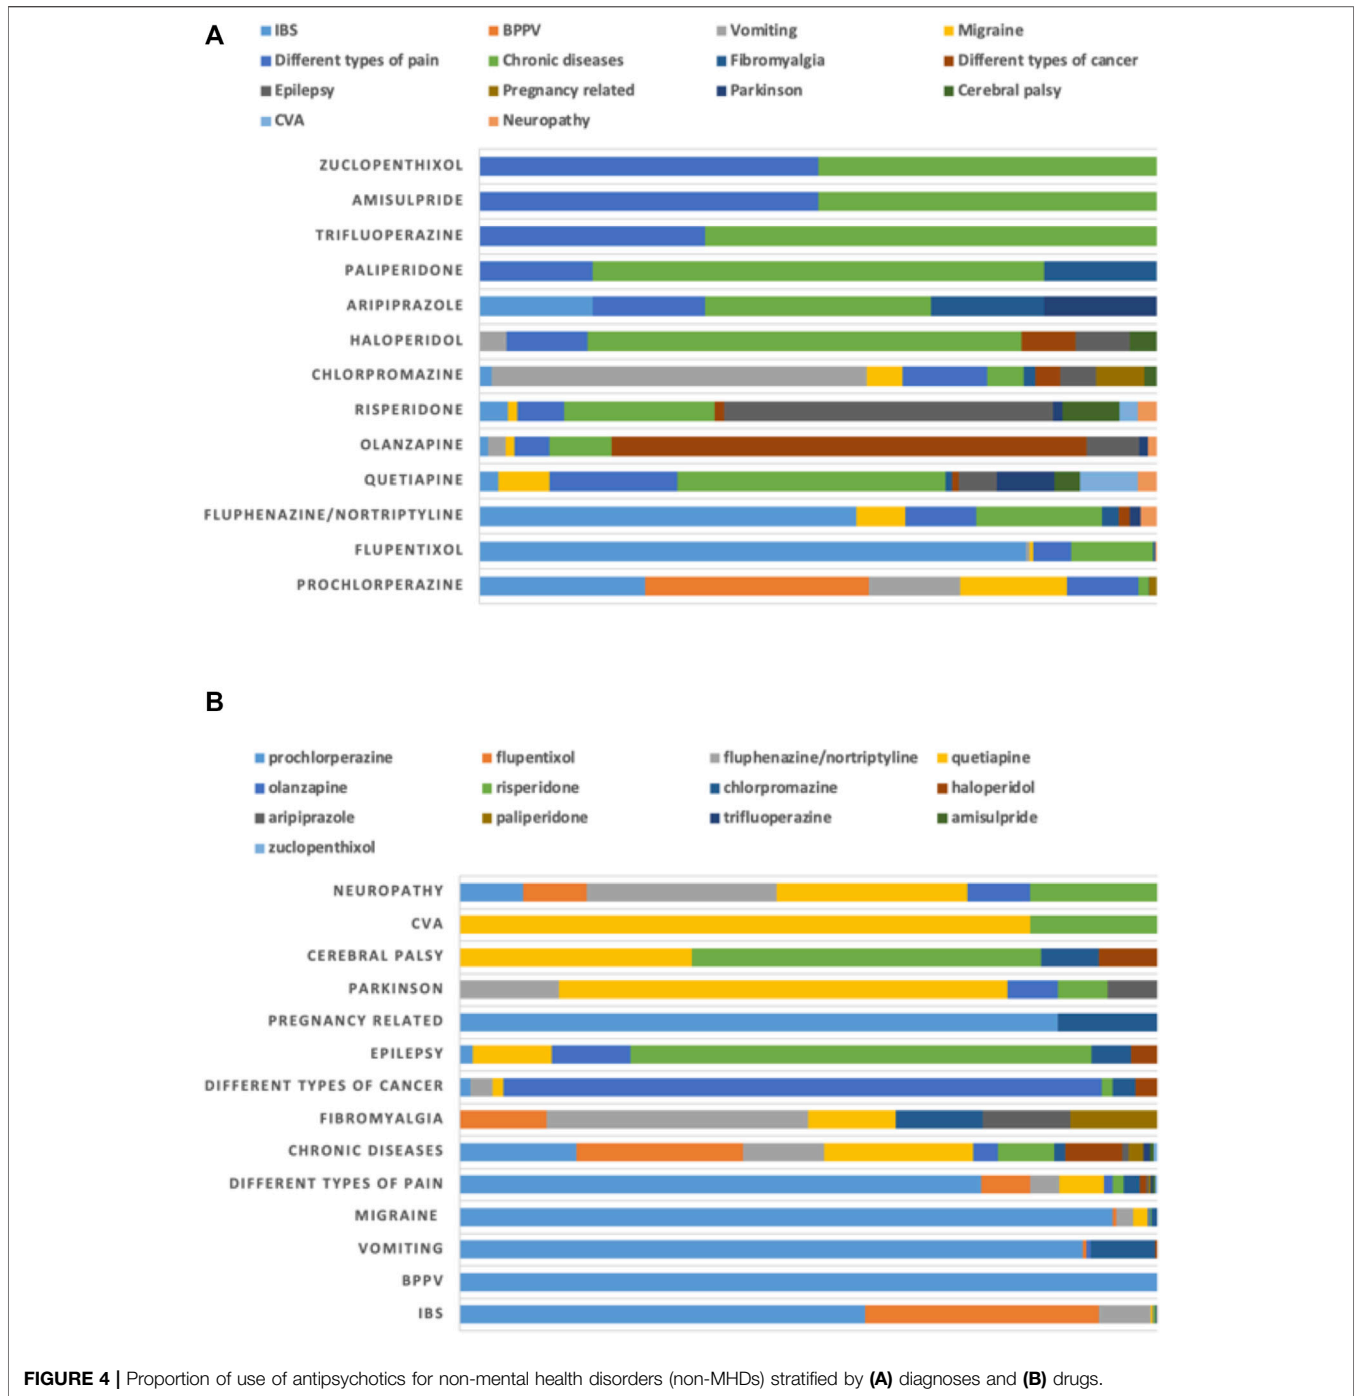 A
IBS BPPV Vomiting Migraine
Different types of pain Chronic diseases Fibromyalgia Different types of cancer
Epilepsy Pregnancy related Parkinson Cerebral palsy
CVA Neuropathy
ZUCLOPENTHIXOL
AMISULPRIDE
TRIFLUOPERAZINE
PALIPERIDONE
ARIPIPRAZOLE
HALOPERIDOL
CHLORPROMAZINE
RISPERIDONE
OLANZAPINE
QUETIAPINE
FLUPHENAZINE/NORTRIPTYLINE
FLUPENTIXOL
PROCHLORPERAZINE
B
prochlorperazine flupentixol fluphenazine/nortriptyline quetiapine
olanzapine risperidone chlorpromazine haloperidol
aripiprazole paliperidone trifluoperazine amisulpride
zuclopenthixol
NEUROPATHY
CVA
CEREBRAL PALSY
PARKINSON
PREGNANCY RELATED
EPILEPSY
DIFFERENT TYPES OF CANCER
FIBROMYALGIA
CHRONIC DISEASES
DIFFERENT TYPES OF PAIN
MIGRAINE
VOMITING
BPPV
IBS
FIGURE 4 | Proportion of use of antipsychotics for non-mental health disorders (non-MHDs) stratified by (A) diagnoses and (B) drugs.